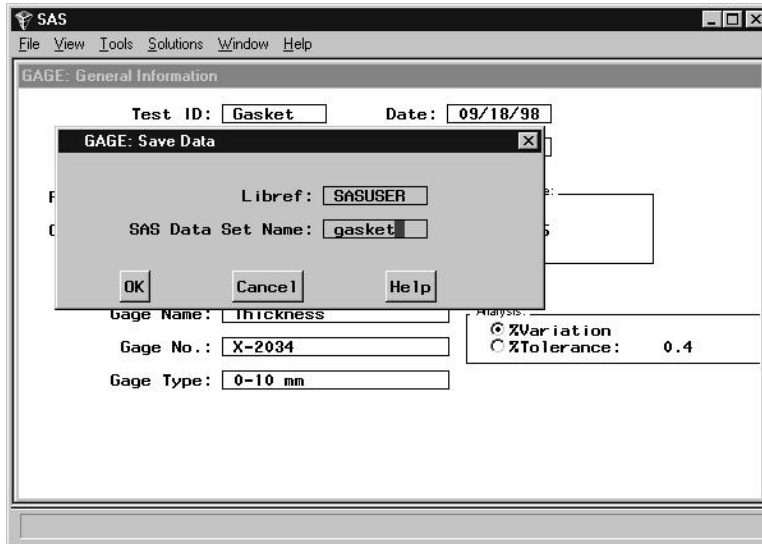 SAS
File View Tools Solutions Window Help
GAGE: General Information
Test ID: Gasket Date: 09/18/98
GAGE: Save Data
Libref: SASUSER
SAS Data Set Name: gasket
OK Cancel Help
Gage Name: Thickness
Analysis:
%Variation
Gage No.: X-2034
%Tolerance: 0.4
Gage Type: 0-10 mm